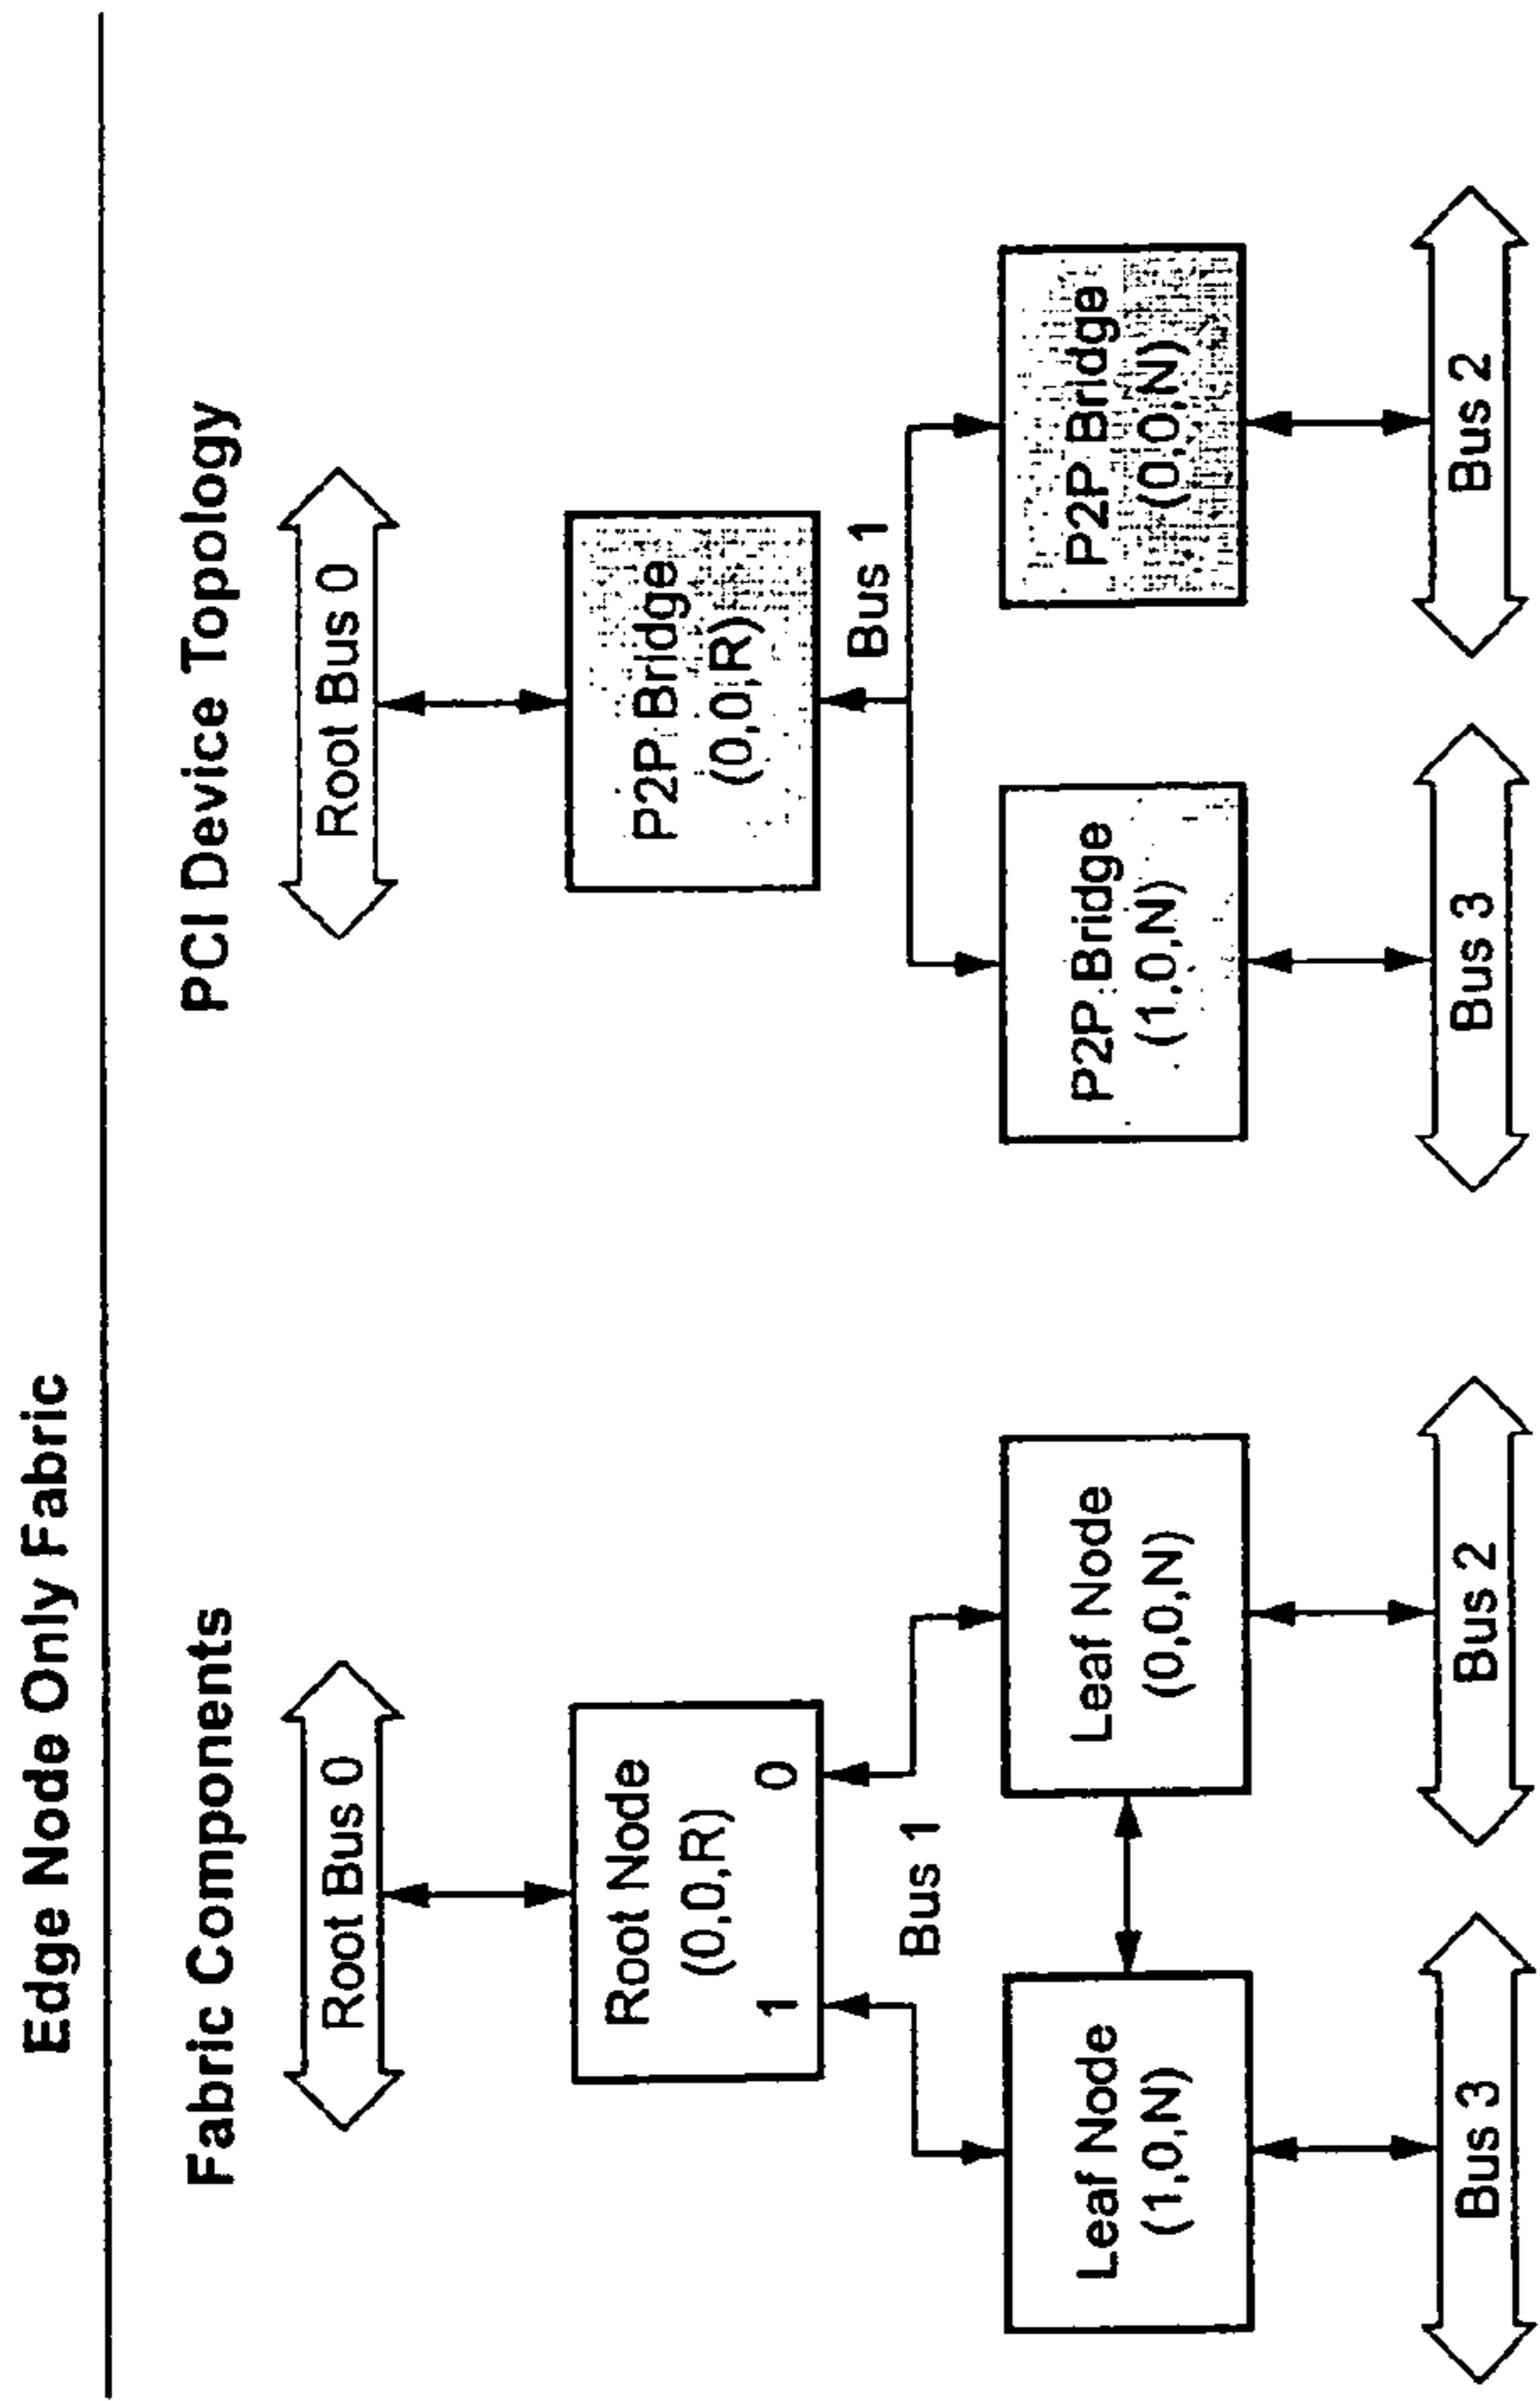 Edge Node Only Fabric
Fabric Components
Root Bus 0
Root Node
(0,0,R)
1 0
Bus 1
Leaf Node
(1,0,N)
Leaf Node
(0,0,N)
Bus 3
Bus 2
PCI Device Topology
Root Bus 0
P2P Bridge
(0,0,R)
Bus 1
P2P Bridge
(1,0,N)
P2P Bridge
(0,0,N)
Bus 3
Bus 2